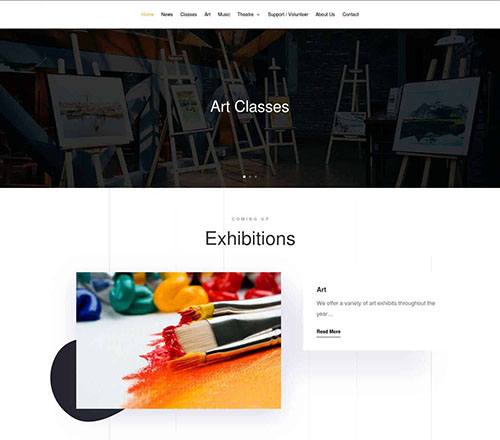 Home News Classes Art Music Theatre Support / Volunteer About Us Contact
Art Classes
COMING UP
Exhibitions
Art
We offer a variety of art exhibits throughout the
year....
Read More